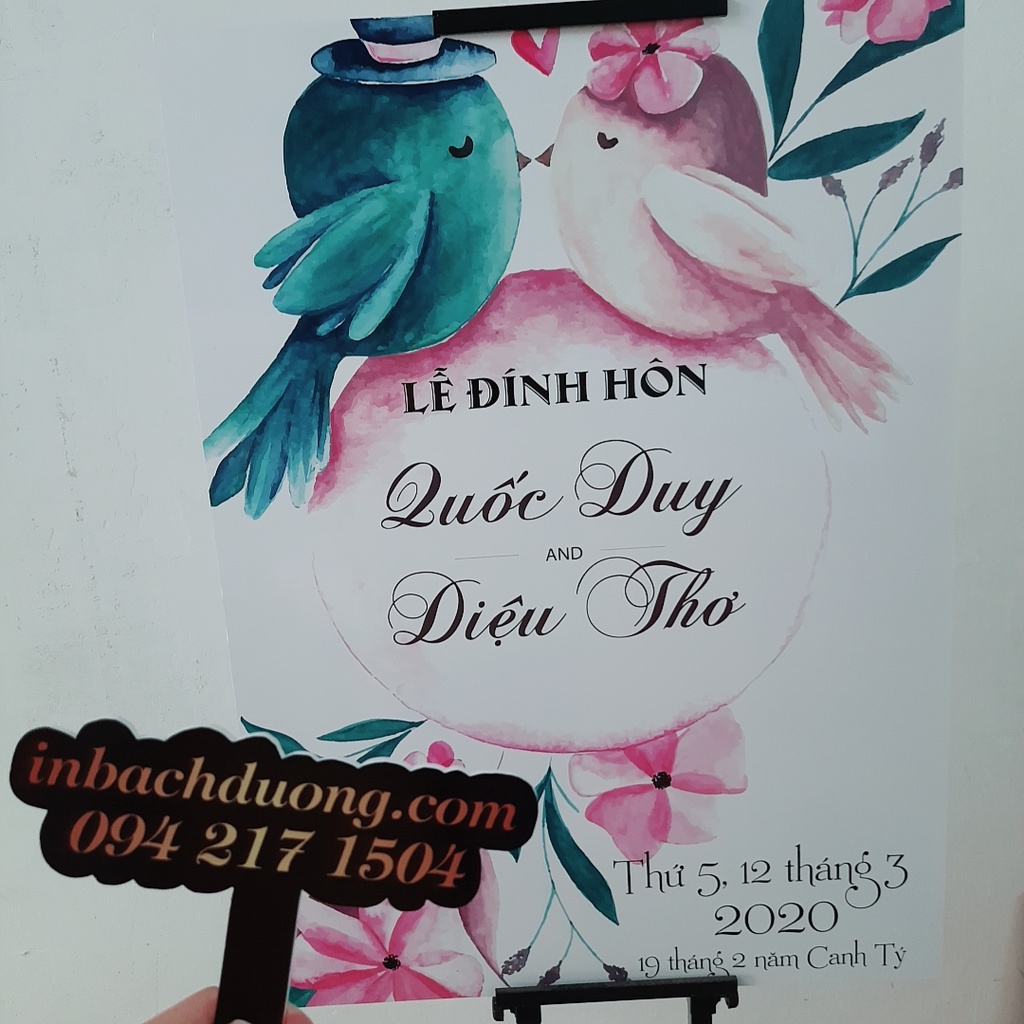 LỄ ĐÍNH HÔN
Quốc Duy
AND
Diệu Thơ
inbachduong.com
094 217 1504
Thứ 5, 12 tháng 3
2020
19 tháng 2 năm Canh Tý